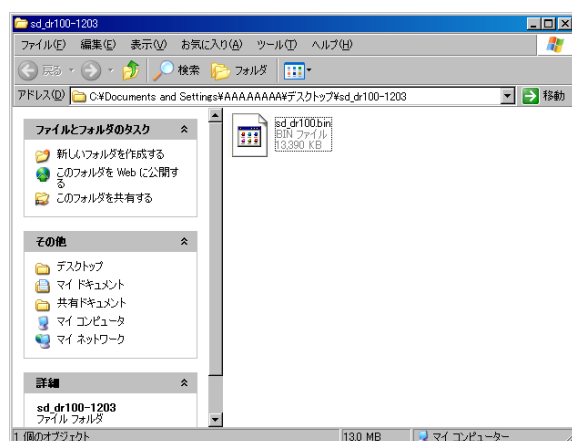 sd_dr100-1203
ファイル(F) 編集(E) 表示(V) お気に入り(A) ツール(T) ヘルプ(H)
戻る 検索 フォルダ
アドレス(D) C:¥Documents and Settings¥AAAAAAAA¥デスクトップ¥sd_dr100-1203 移動
ファイルとフォルダのタスク
新しいフォルダを作成する
このフォルダを Web に公開す
る
このフォルダを共有する
その他
デスクトップ
マイ ドキュメント
共有ドキュメント
マイ コンピュータ
マイ ネットワーク
詳細
sd_dr100-1203
ファイル フォルダ
sd_dr100.bin
BIN ファイル
13,390 KB
1 個のオブジェクト 13.0 MB マイ コンピューター